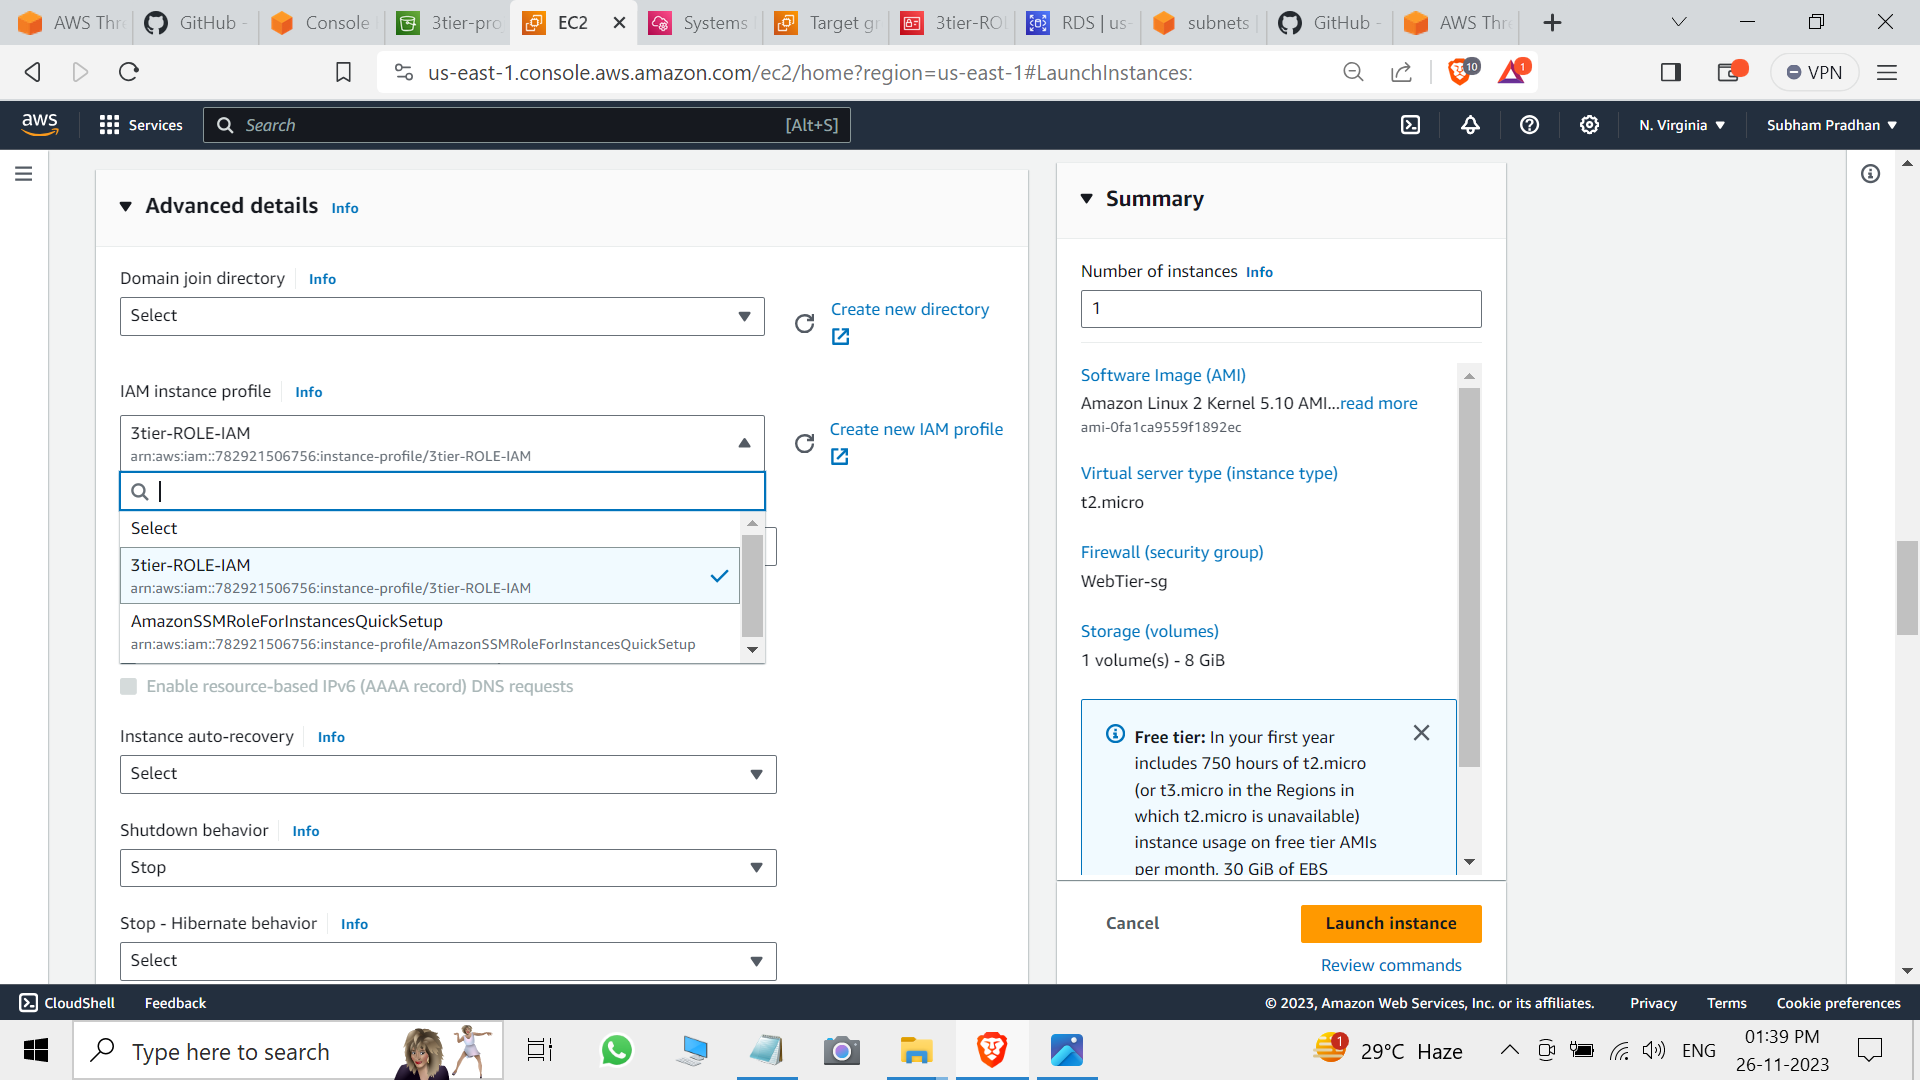 AWS Thre
GitHub -
Console
3tier-pro
EC2
Systems
Target gr
3tier-ROL
RDS | us-
subnets
GitHub -
AWS Thre
us-east-1.console.aws.amazon.com/ec2/home?region=us-east-1#LaunchInstances:
10
1
VPN
aws
Services
Search
[Alt+S]
N. Virginia
Subham Pradhan
Advanced details Info
Domain join directory Info
Select
Create new directory
IAM instance profile Info
3tier-ROLE-IAM
arn:aws:iam::782921506756:instance-profile/3tier-ROLE-IAM
Create new IAM profile
Select
3tier-ROLE-IAM
arn:aws:iam::782921506756:instance-profile/3tier-ROLE-IAM
AmazonSSMRoleForInstancesQuickSetup
arn:aws:iam::782921506756:instance-profile/AmazonSSMRoleForInstancesQuickSetup
Enable resource-based IPv6 (AAAA record) DNS requests
Instance auto-recovery Info
Select
Shutdown behavior Info
Stop
Stop - Hibernate behavior Info
Select
Summary
Number of instances Info
1
Software Image (AMI)
Amazon Linux 2 Kernel 5.10 AMI...read more
ami-0fa1ca9559f1892ec
Virtual server type (instance type)
t2.micro
Firewall (security group)
WebTier-sg
Storage (volumes)
1 volume(s) - 8 GiB
Free tier: In your first year
includes 750 hours of t2.micro
(or t3.micro in the Regions in
which t2.micro is unavailable)
instance usage on free tier AMIs
per month, 30 GiB of EBS
Cancel
Launch instance
Review commands
CloudShell
Feedback
© 2023, Amazon Web Services, Inc. or its affiliates.
Privacy
Terms
Cookie preferences
Type here to search
1
29°C Haze
ENG
01:39 PM
26-11-2023